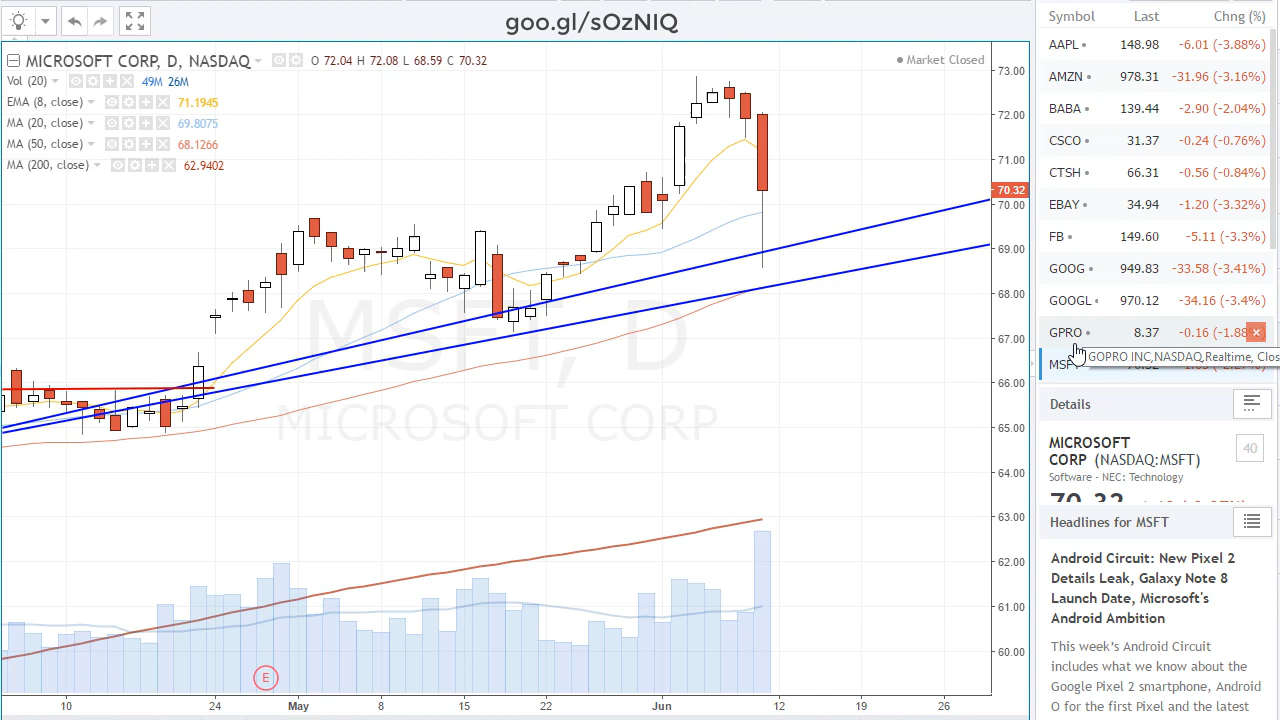 goo.gl/sOzNIQ
MICROSOFT CORP, D, NASDAQ O 72.04 H 72.08 L 68.59 C 70.32
Market Closed
Vol (20) 49M 26M
EMA (8, close) 71.1945
MA (20, close) 69.8075
MA (50, close) 68.1266
MA (200, close) 62.9402
MSFT, D
MICROSOFT CORP
73.00
72.00
71.00
70.32
70.00
69.00
68.00
67.00
66.00
65.00
64.00
63.00
62.00
61.00
60.00
E
10 24 May 8 15 22 Jun 12 19 26
Symbol Last Chng (%)
AAPL 148.98 -6.01 (-3.88%)
AMZN 978.31 -31.96 (-3.16%)
BABA 139.44 -2.90 (-2.04%)
CSCO 31.37 -0.24 (-0.76%)
CTSH 66.31 -0.56 (-0.84%)
EBAY 34.94 -1.20 (-3.32%)
FB 149.60 -5.11 (-3.3%)
GOOG 949.83 -33.58 (-3.41%)
GOOGL 970.12 -34.16 (-3.4%)
GPRO 8.37 -0.16 (-1.88
GOPRO INC,NASDAQ,Realtime, Clos
Details
MICROSOFT
CORP (NASDAQ:MSFT)
40
Software - NEC: Technology
70.32
Headlines for MSFT
Android Circuit: New Pixel 2
Details Leak, Galaxy Note 8
Launch Date, Microsoft's
Android Ambition
This week's Android Circuit
includes what we know about the
Google Pixel 2 smartphone, Android
O for the first Pixel and the latest